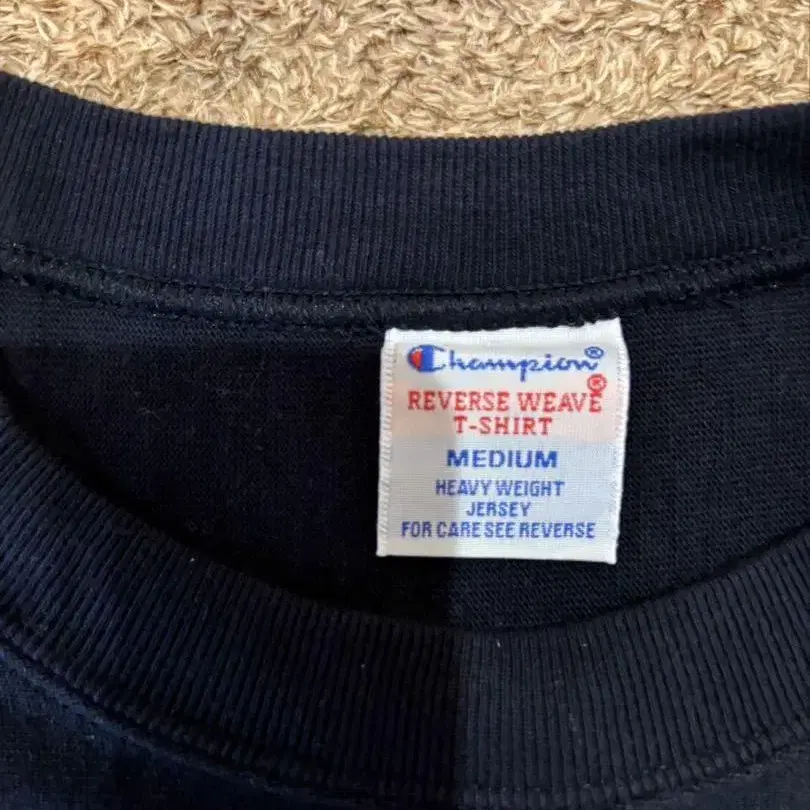 Champion®
REVERSE WEAVE®
T-SHIRT
MEDIUM
HEAVY WEIGHT
JERSEY
FOR CARE SEE REVERSE